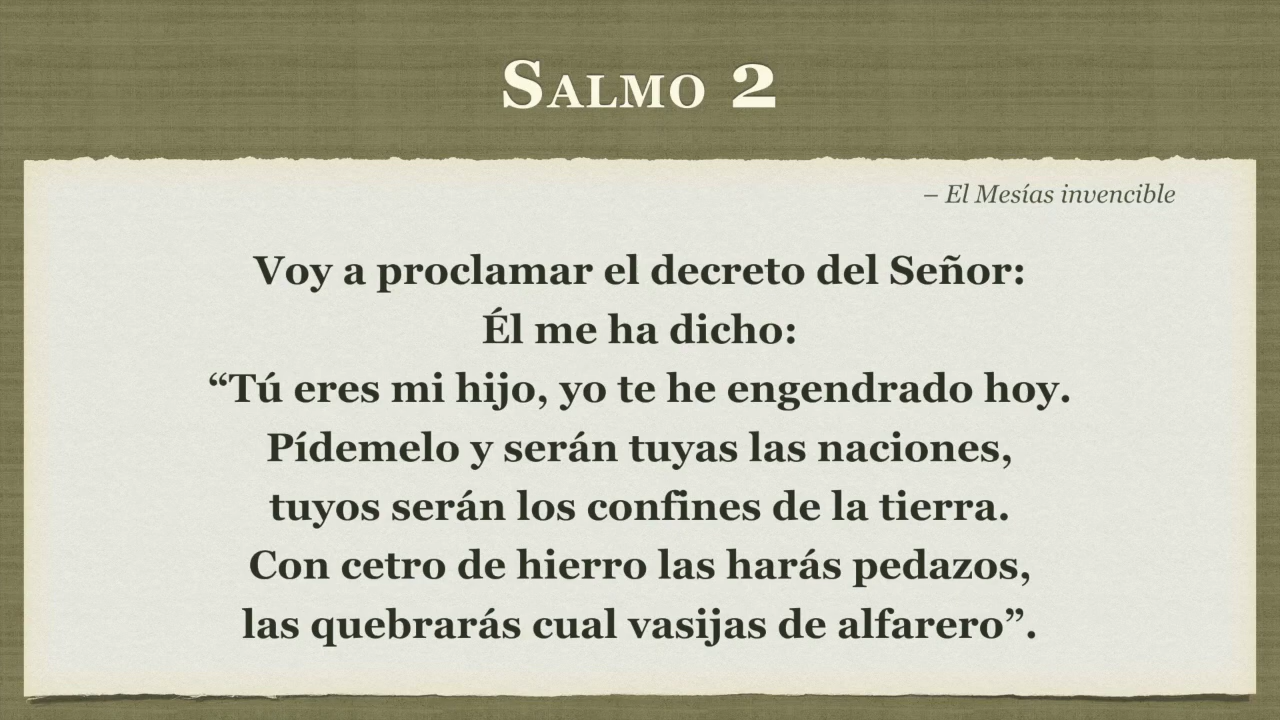 Salmo 2
– El Mesías invencible
Voy a proclamar el decreto del Señor:
Él me ha dicho:
“Tú eres mi hijo, yo te he engendrado hoy.
Pídemelo y serán tuyas las naciones,
tuyos serán los confines de la tierra.
Con cetro de hierro las harás pedazos,
las quebrarás cual vasijas de alfarero”.